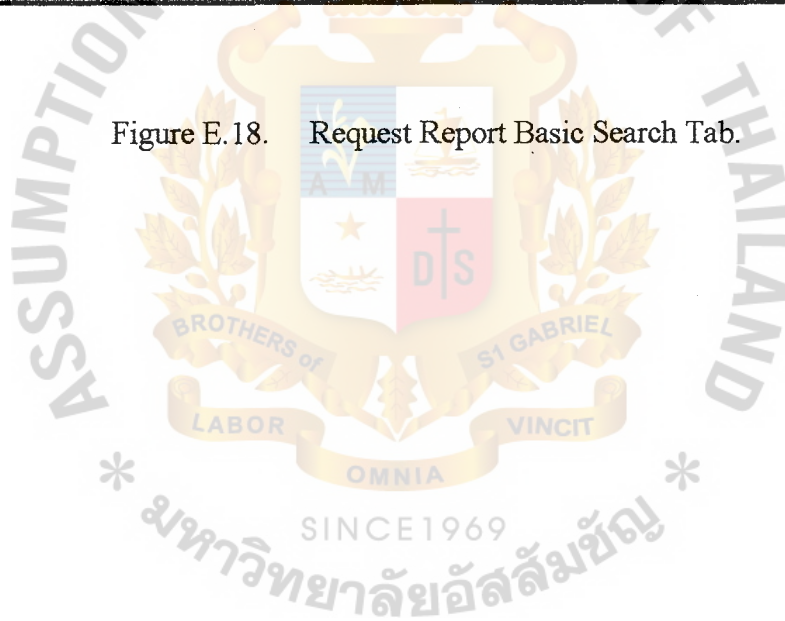 Figure E.18. Request Report Basic Search Tab.
ASSUMPTION
OF THAILAND
A M
D S
BROTHERS of
ST GABRIEL
LABOR
VINCIT
OMNIA
SINCE1969
* มหาวิทยาลัยอัสสัมชัญ *